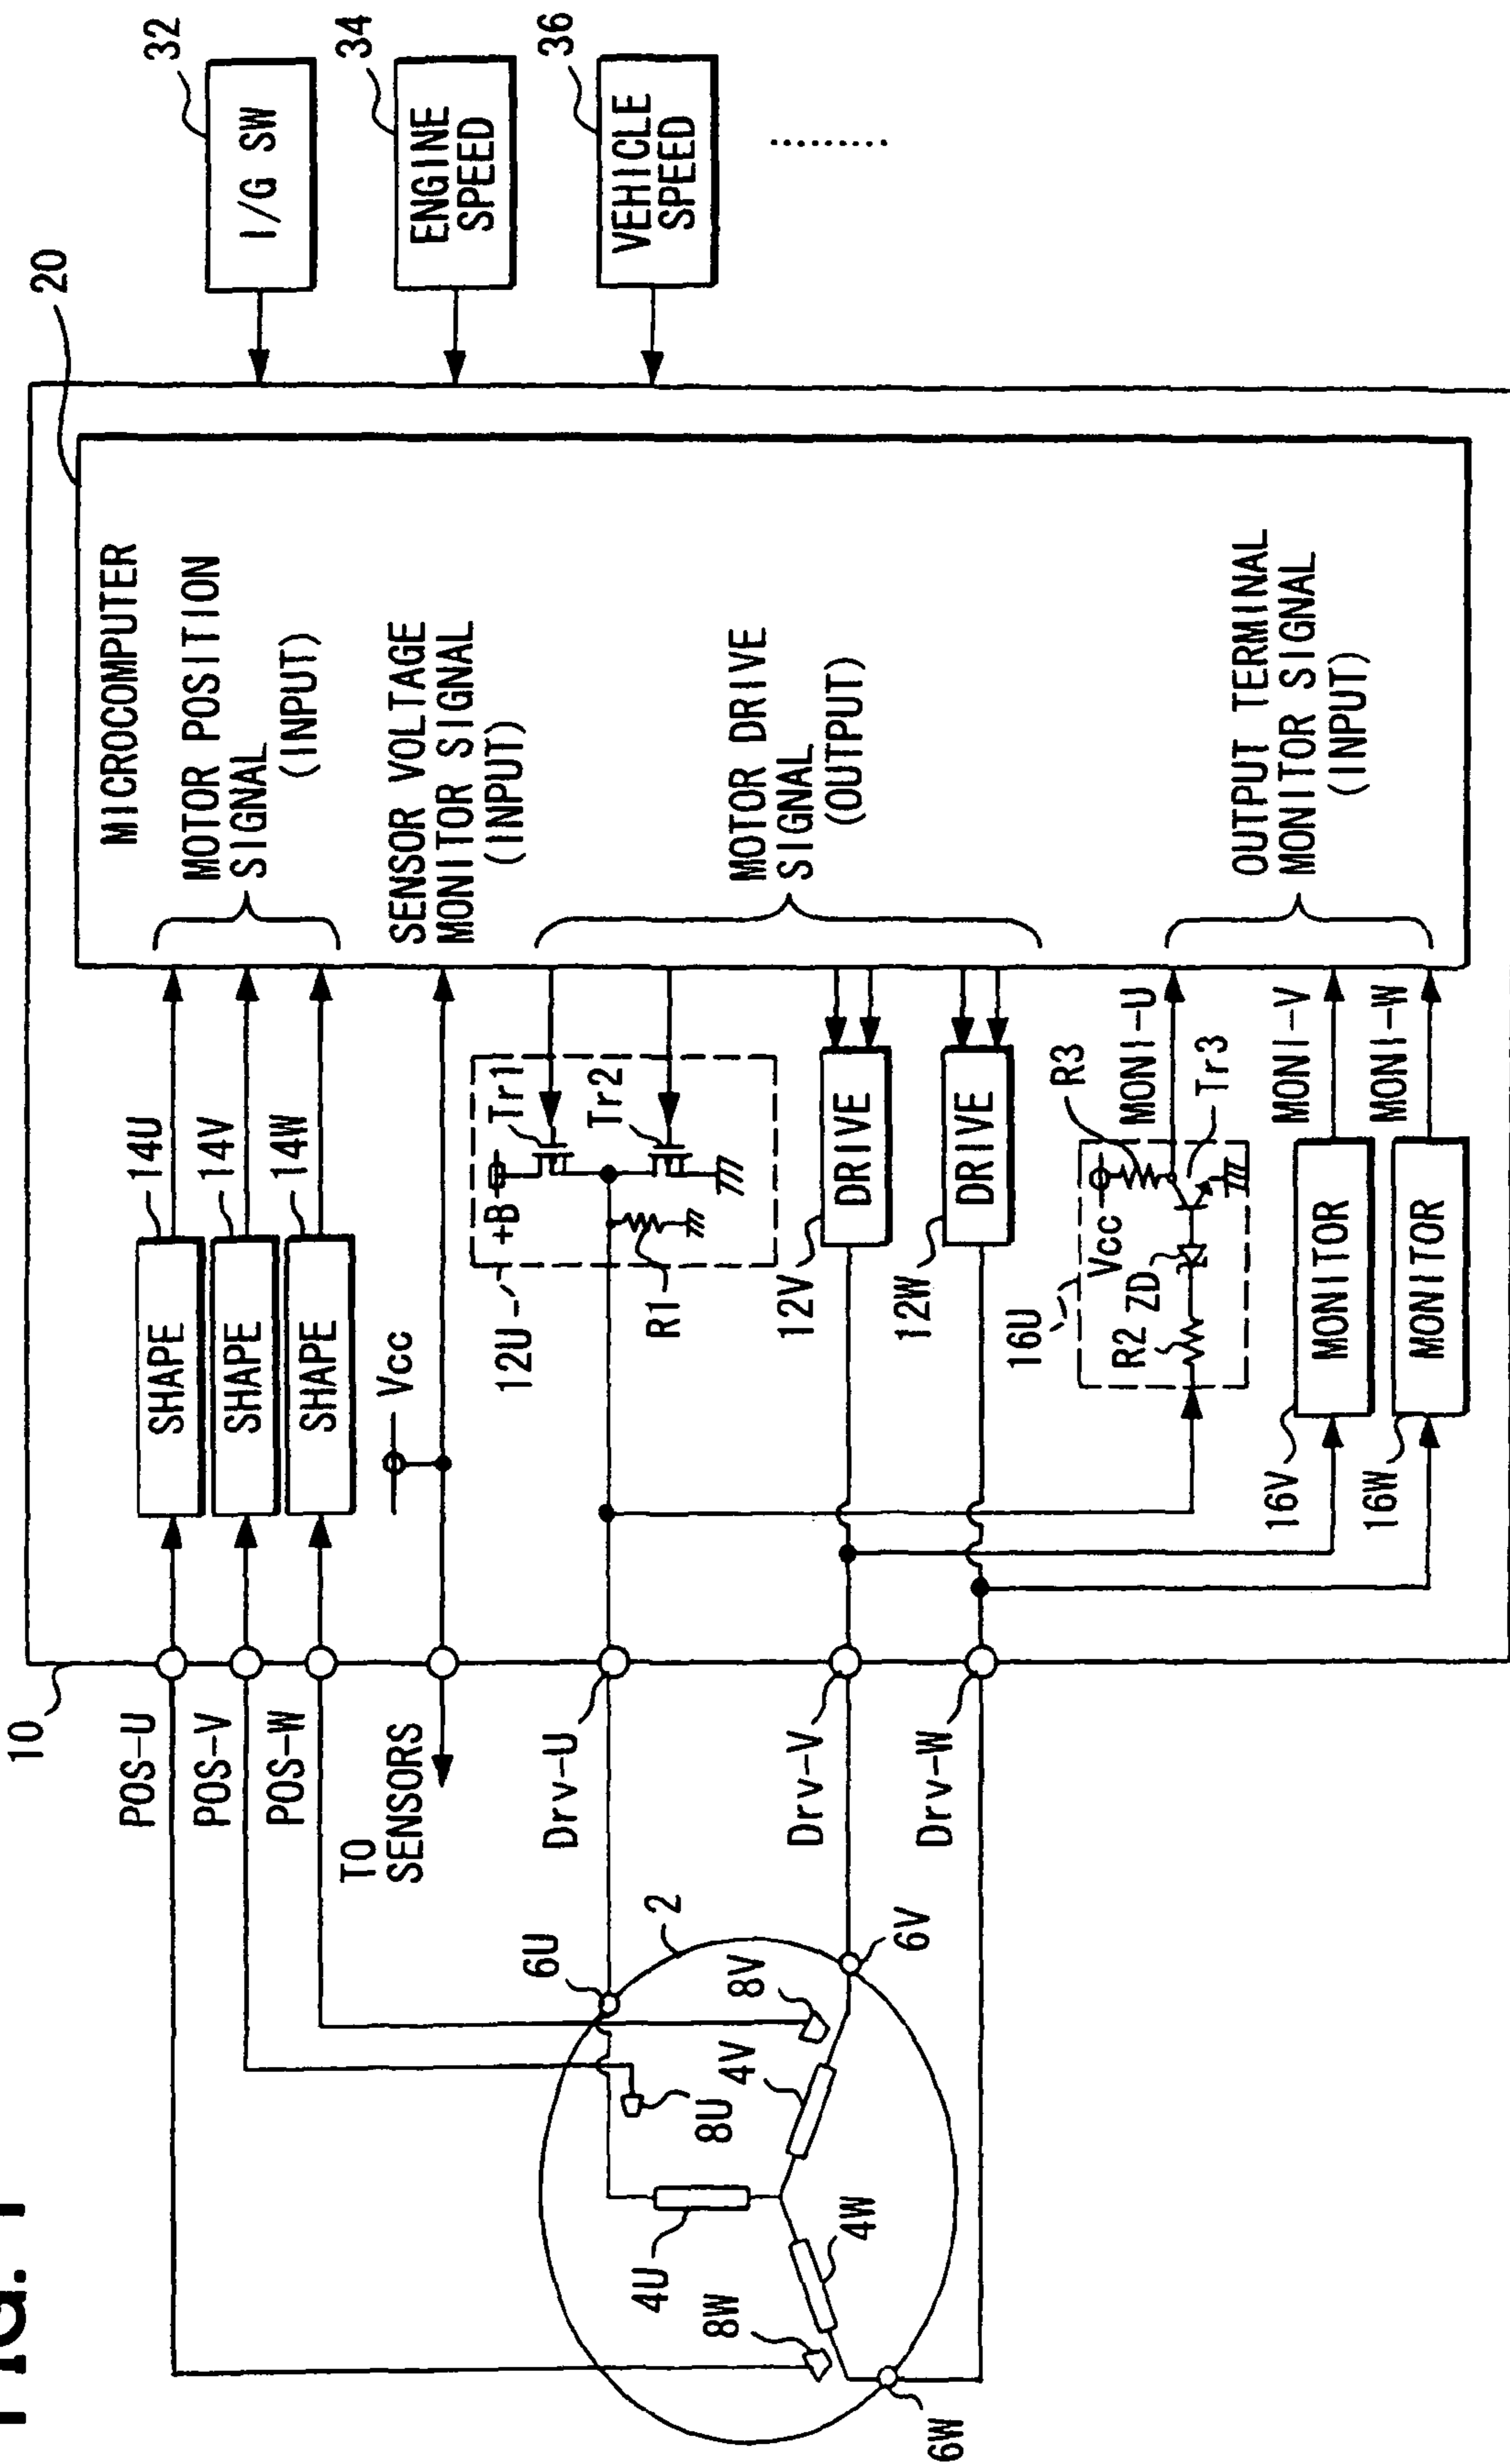 FIG. 1
10
20
32
I/G SW
34
ENGINE
SPEED
36
VEHICLE
SPEED
MICROCOMPUTER
MOTOR POSITION
SIGNAL
(INPUT)
SENSOR VOLTAGE
MONITOR SIGNAL
(INPUT)
MOTOR DRIVE
SIGNAL
(OUTPUT)
OUTPUT TERMINAL
MONITOR SIGNAL
(INPUT)
POS-U
SHAPE
14U
POS-V
SHAPE
14V
POS-W
SHAPE
14W
TO
SENSORS
Vcc
12U
+B
Tr1
Tr2
R1
Drv-U
Drv-V
12V
DRIVE
Drv-W
12W
DRIVE
16U
Vcc
R3
MONI-U
R2
ZD
Tr3
16V
MONITOR
MONI-V
16W
MONITOR
MONI-W
2
6U
8U
8V
6V
4U
4V
4W
8W
6W